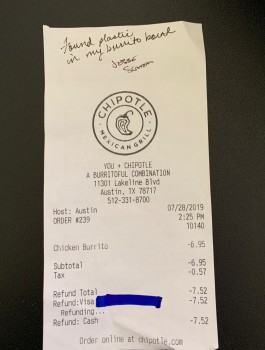 found plastic
in my burrito bowl
Jesse
CHIPOTLE
MEXICAN GRILL
YOU + CHIPOTLE
A BURRITOFUL COMBINATION
11301 Lakeline Blvd
Austin, TX 78717
512-331-8700
Host: Austin 07/28/2019
ORDER #239 2:25 PM
10140
Chicken Burrito -6.95
Subtotal -6.95
Tax -0.57
Refund Total -7.52
Refund:Visa -7.52
Refunding...
Refund: Cash -7.52
Order online at chipotle.com